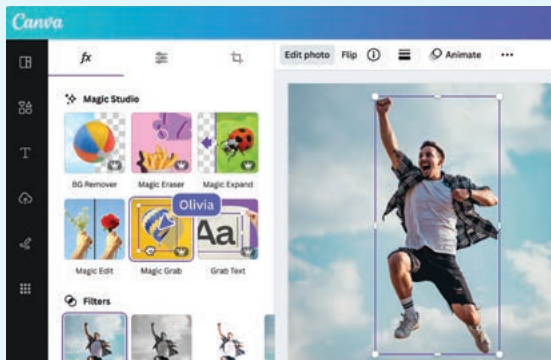 Canva
fx
Edit photo Flip Animate
Magic Studio
BG Remover Magic Eraser Magic Expand
Olivia
Aa
Magic Edit Magic Grab Grab Text
Filters